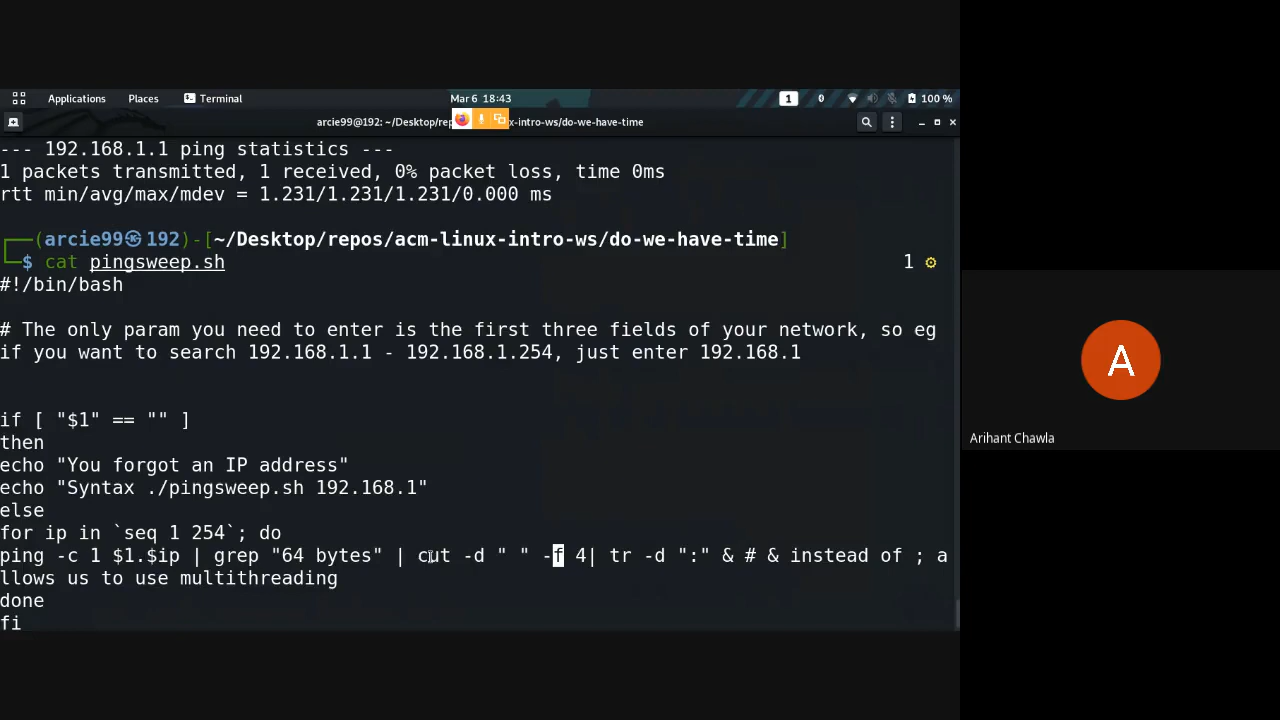 Applications Places Terminal Mar 6 18:43 1 0 100 %
arcie99@192: ~/Desktop/rep x-intro-ws/do-we-have-time
--- 192.168.1.1 ping statistics ---
1 packets transmitted, 1 received, 0% packet loss, time 0ms
rtt min/avg/max/mdev = 1.231/1.231/1.231/0.000 ms
┌──(arcie99㉿192)-[~/Desktop/repos/acm-linux-intro-ws/do-we-have-time]
└─$ cat pingsweep.sh 1 ⚙
#!/bin/bash
# The only param you need to enter is the first three fields of your network, so eg
if you want to search 192.168.1.1 - 192.168.1.254, just enter 192.168.1
if [ "$1" == "" ]
then
echo "You forgot an IP address"
echo "Syntax ./pingsweep.sh 192.168.1"
else
for ip in `seq 1 254`; do
ping -c 1 $1.$ip | grep "64 bytes" | cut -d " " -f 4| tr -d ":" & # & instead of ; a
llows us to use multithreading
done
fi
A
Arihant Chawla